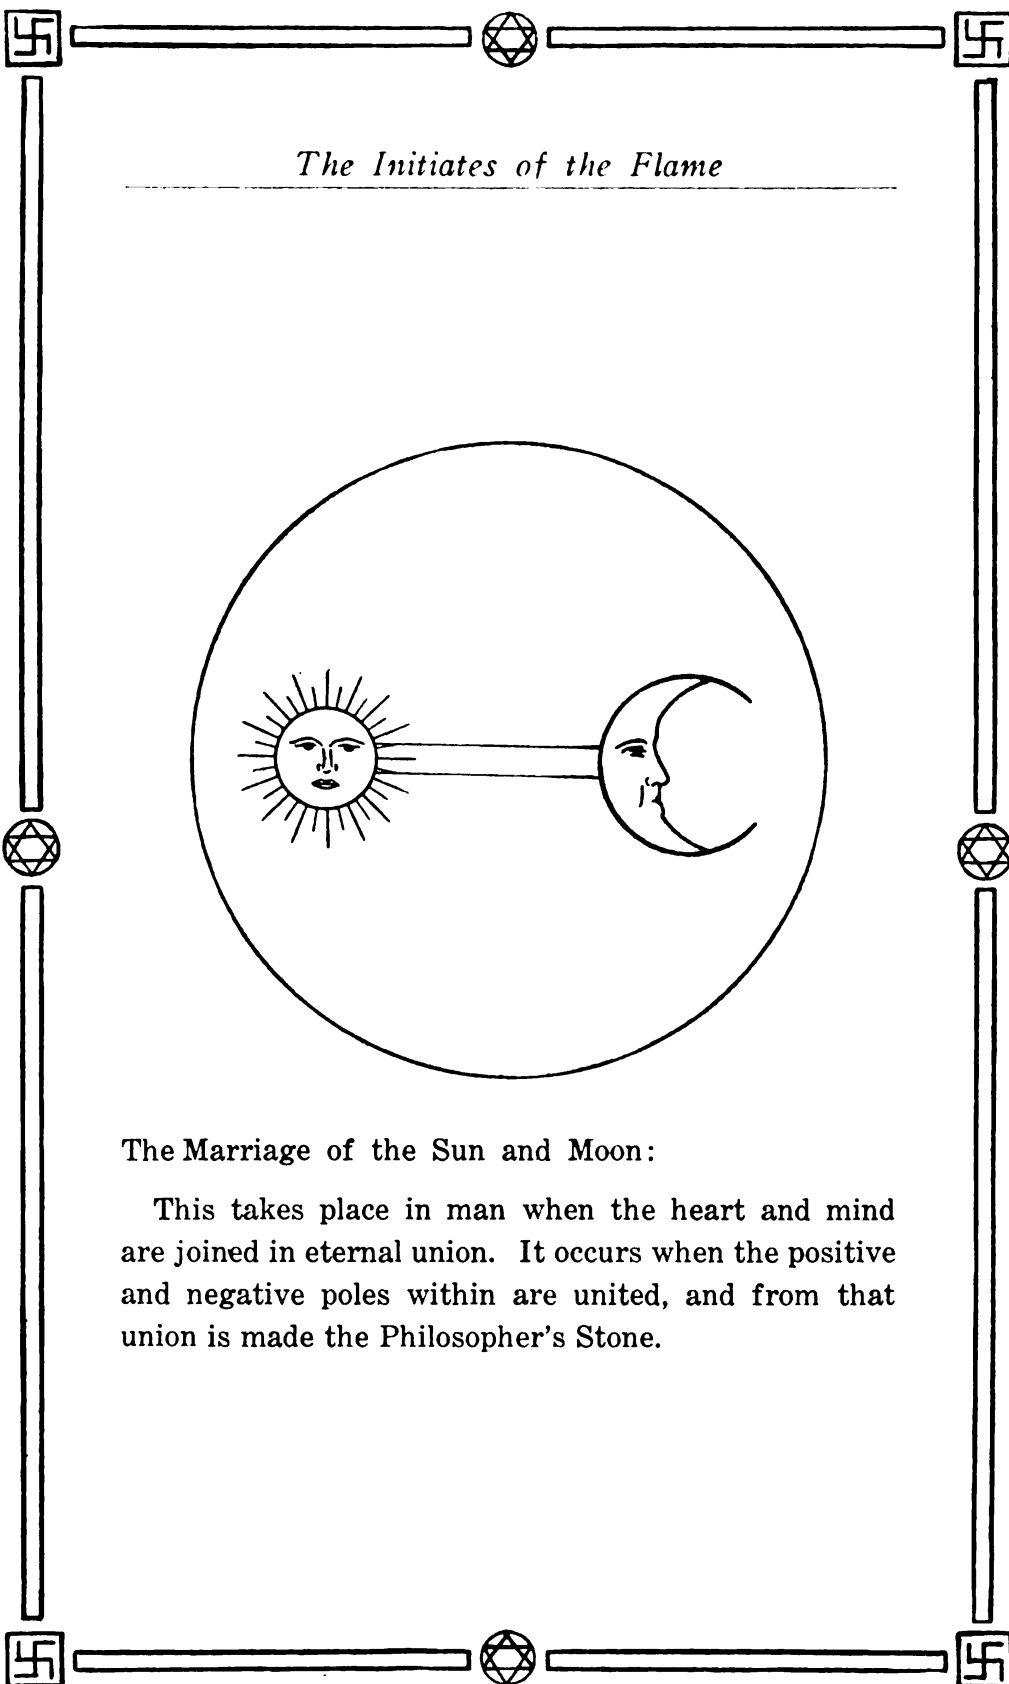 The Initiates of the Flame
The Marriage of the Sun and Moon:
This takes place in man when the heart and mind
are joined in eternal union. It occurs when the positive
and negative poles within are united, and from that
union is made the Philosopher's Stone.